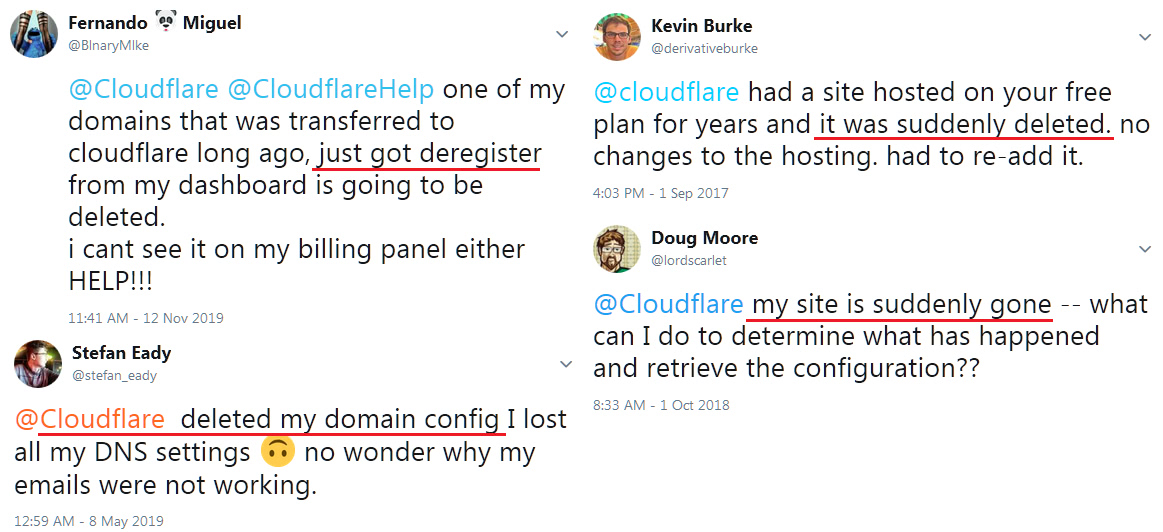 Fernando 🐼 Miguel
@BInaryMIke
@Cloudflare @CloudflareHelp one of my
domains that was transferred to
cloudflare long ago, just got deregister
from my dashboard is going to be
deleted.
i cant see it on my billing panel either
HELP!!!
11:41 AM - 12 Nov 2019
Stefan Eady
@stefan_eady
@Cloudflare deleted my domain config I lost
all my DNS settings 🙃 no wonder why my
emails were not working.
12:59 AM - 8 May 2019
Kevin Burke
@derivativeburke
@cloudflare had a site hosted on your free
plan for years and it was suddenly deleted. no
changes to the hosting. had to re-add it.
4:03 PM - 1 Sep 2017
Doug Moore
@lordscarlet
@Cloudflare my site is suddenly gone -- what
can I do to determine what has happened
and retrieve the configuration??
8:33 AM - 1 Oct 2018